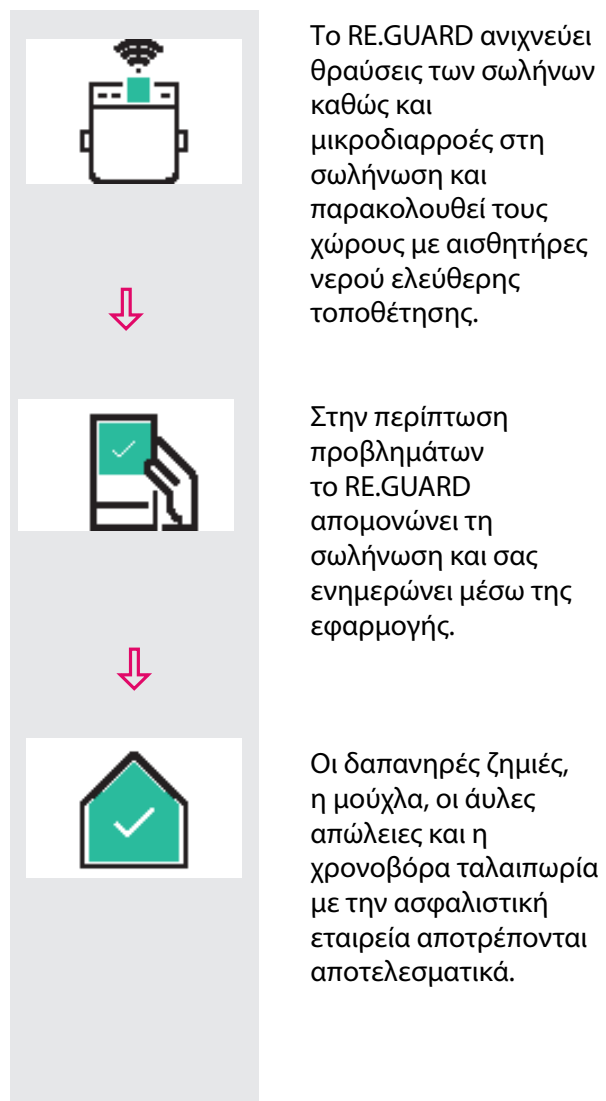 Το RE.GUARD ανιχνεύει
θραύσεις των σωλήνων
καθώς και
μικροδιαρροές στη
σωλήνωση και
παρακολουθεί τους
χώρους με αισθητήρες
νερού ελεύθερης
τοποθέτησης.
Στην περίπτωση
προβλημάτων
το RE.GUARD
απομονώνει τη
σωλήνωση και σας
ενημερώνει μέσω της
εφαρμογής.
Οι δαπανηρές ζημιές,
η μούχλα, οι άυλες
απώλειες και η
χρονοβόρα ταλαιπωρία
με την ασφαλιστική
εταιρεία αποτρέπονται
αποτελεσματικά.